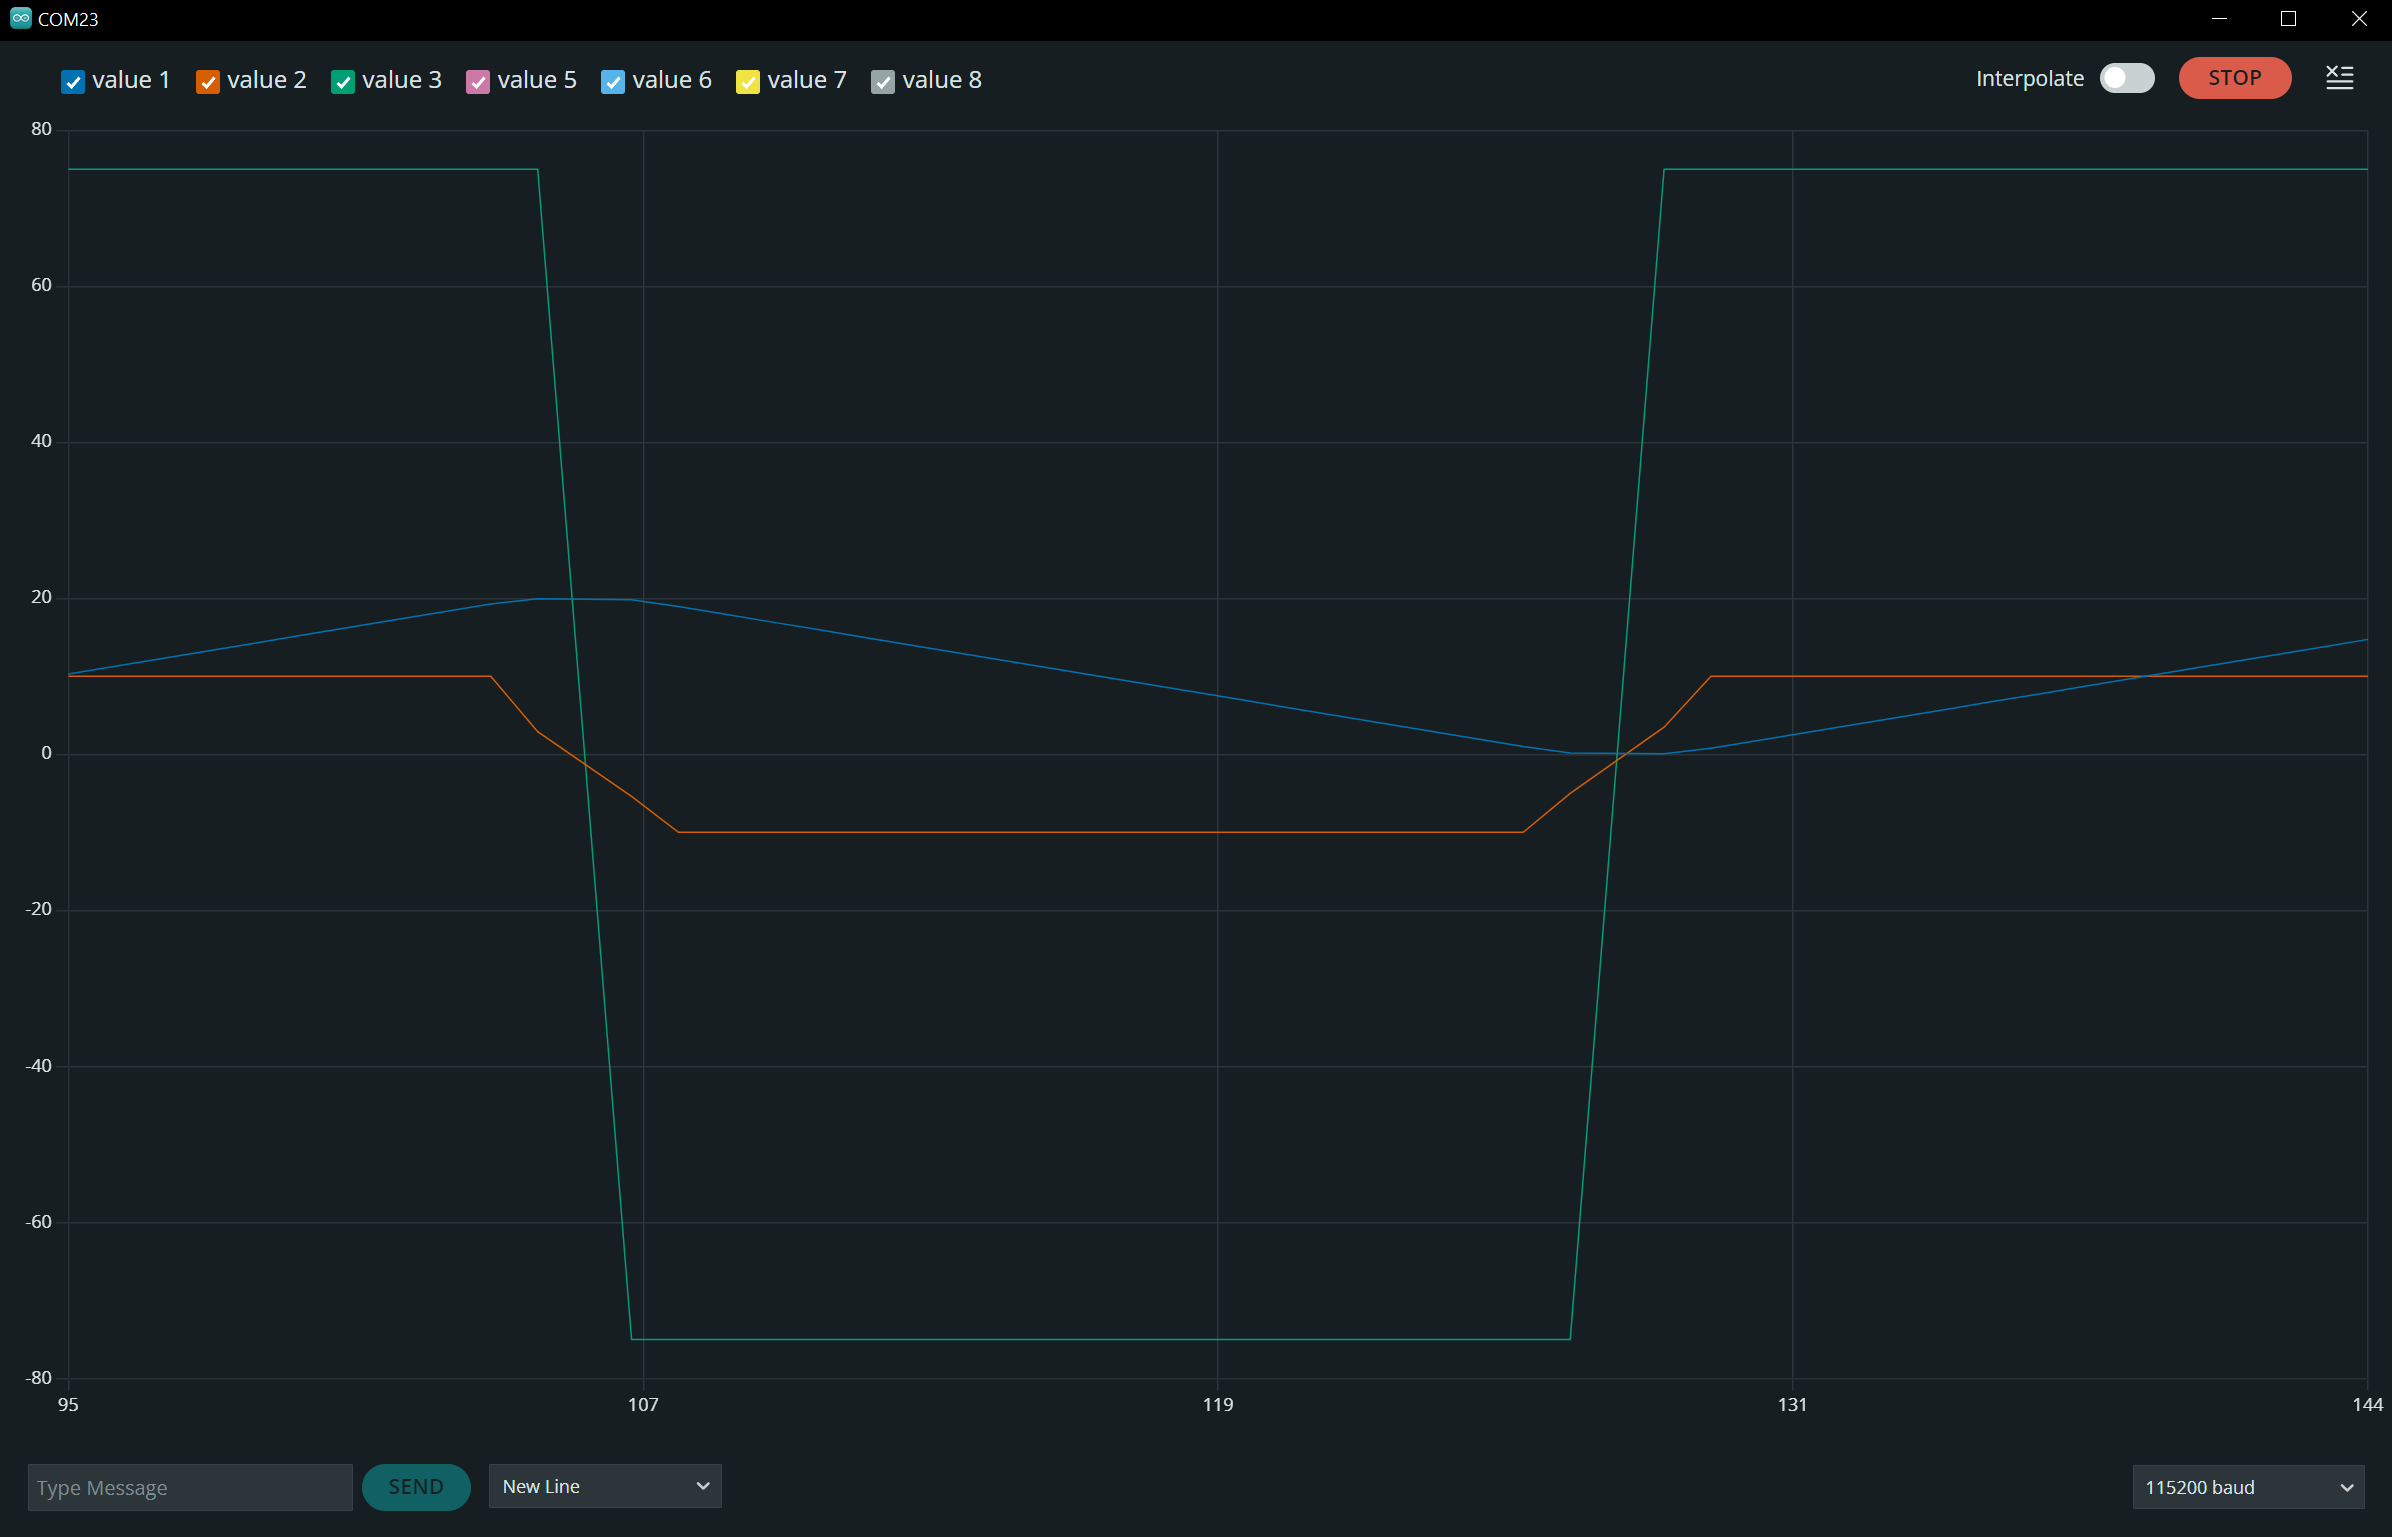 COM23
value 1 value 2 value 3 value 5 value 6 value 7 value 8 Interpolate STOP
80
60
40
20
0
-20
-40
-60
-80
95 107 119 131 144
Type Message SEND New Line 115200 baud